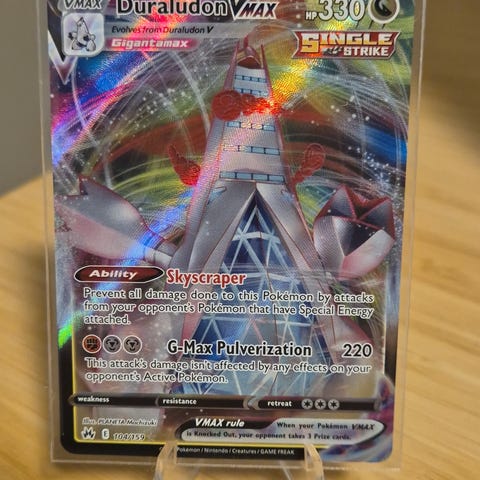 VMAX Duraludon VMAX HP 330
Evolves from Duraludon V
Gigantamax
SINGLE STRIKE
Ability Skyscraper
Prevent all damage done to this Pokémon by attacks
from your opponent's Pokémon that have Special Energy
attached.
G-Max Pulverization 220
This attack's damage isn't affected by any effects on your
opponent's Active Pokémon.
weakness resistance retreat
Illus. PLANETA Mochizuki
E 104/159
VMAX rule When your Pokémon VMAX
is Knocked Out, your opponent takes 3 Prize cards.
Pokémon / Nintendo / Creatures / GAME FREAK